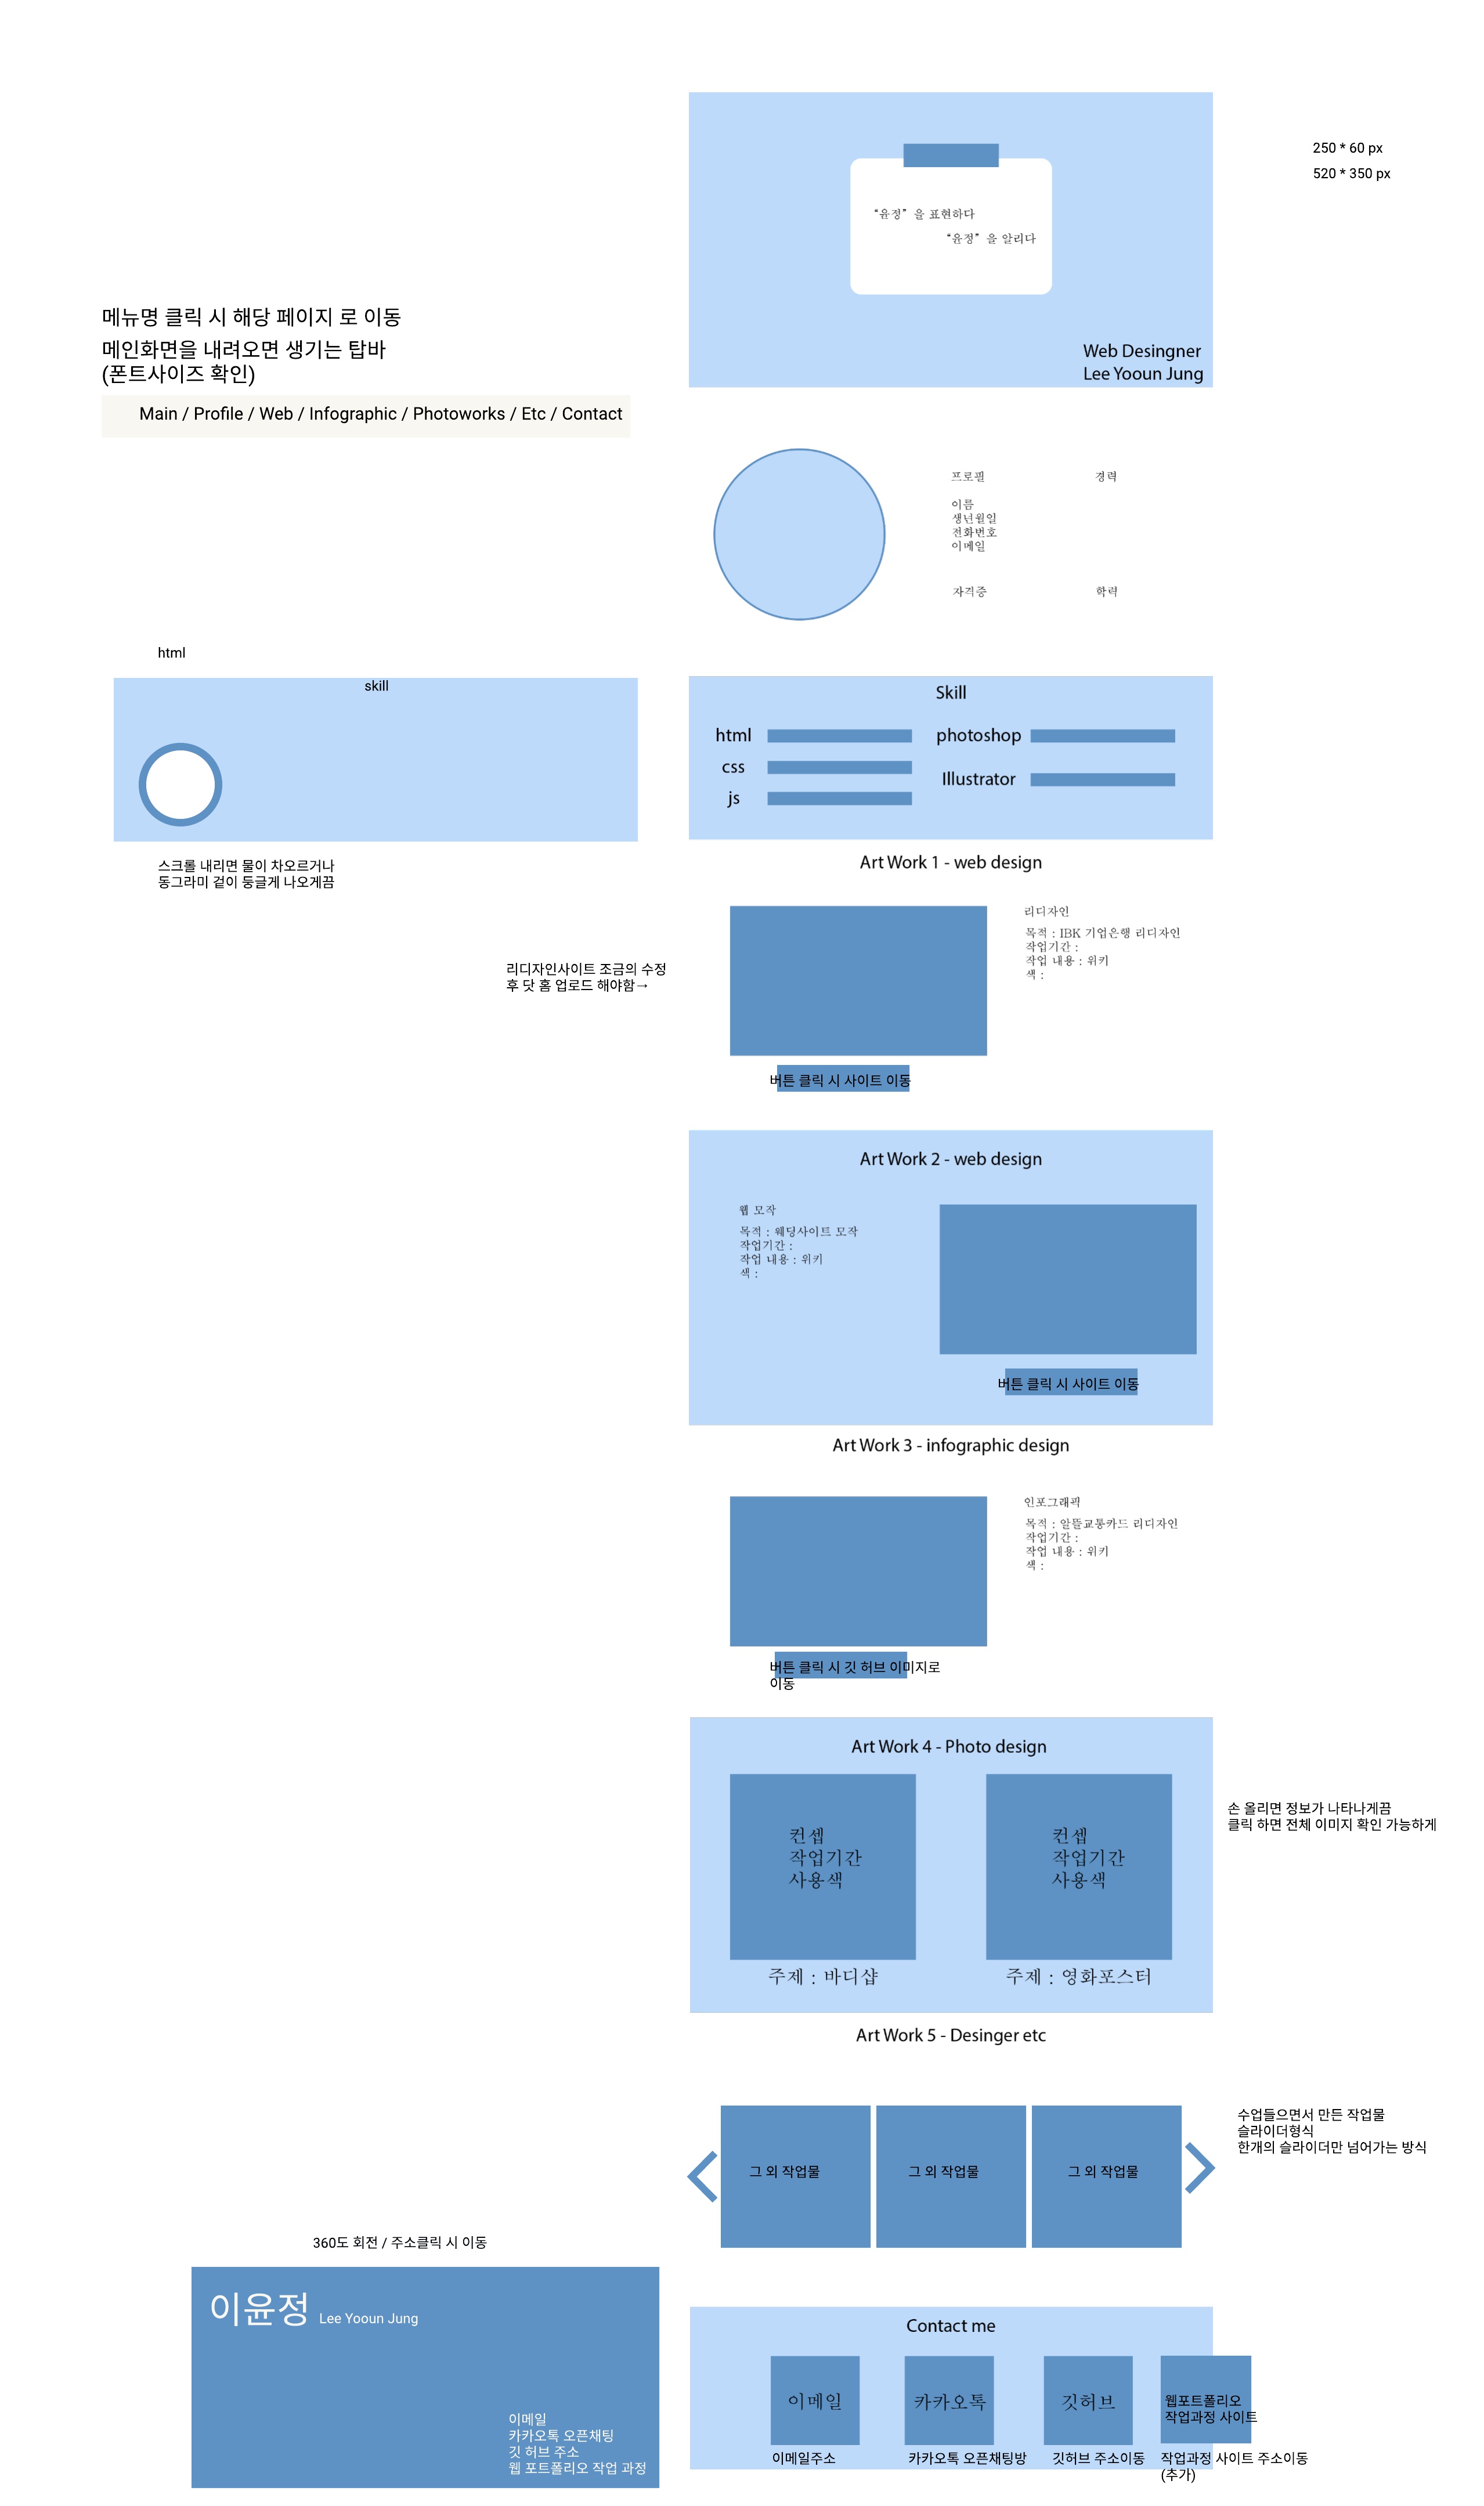 250 * 60 px
520 * 350 px
“윤정” 을 표현하다
“윤정” 을 알리다
Web Desingner
Lee Yooun Jung
메뉴명 클릭 시 해당 페이지 로 이동
메인화면을 내려오면 생기는 탑바
(폰트사이즈 확인)
Main / Profile / Web / Infographic / Photoworks / Etc / Contact
프로필
경력
이름
생년월일
전화번호
이메일
자격증
학력
html
skill
스크롤 내리면 물이 차오르거나
동그라미 겉이 둥글게 나오게끔
Skill
html
photoshop
css
Illustrator
js
Art Work 1 - web design
리디자인
목적 : IBK 기업은행 리디자인
작업기간 :
작업 내용 : 위키
색 :
리디자인사이트 조금의 수정
후 닷 홈 업로드 해야함→
버튼 클릭 시 사이트 이동
Art Work 2 - web design
웹 모작
목적 : 웨딩사이트 모작
작업기간 :
작업 내용 : 위키
색 :
버튼 클릭 시 사이트 이동
Art Work 3 - infographic design
인포그래픽
목적 : 알뜰교통카드 리디자인
작업기간 :
작업 내용 : 위키
색 :
버튼 클릭 시 깃 허브 이미지로
이동
Art Work 4 - Photo design
컨셉
작업기간
사용색
컨셉
작업기간
사용색
손 올리면 정보가 나타나게끔
클릭 하면 전체 이미지 확인 가능하게
주제 : 바디샵
주제 : 영화포스터
Art Work 5 - Desinger etc
그 외 작업물
그 외 작업물
그 외 작업물
수업들으면서 만든 작업물
슬라이더형식
한개의 슬라이더만 넘어가는 방식
360도 회전 / 주소클릭 시 이동
이윤정 Lee Yooun Jung
이메일
카카오톡 오픈채팅
깃 허브 주소
웹 포트폴리오 작업 과정
Contact me
이메일
카카오톡
깃허브
웹포트폴리오
작업과정 사이트
이메일주소
카카오톡 오픈채팅방
깃허브 주소이동
작업과정 사이트 주소이동
(추가)